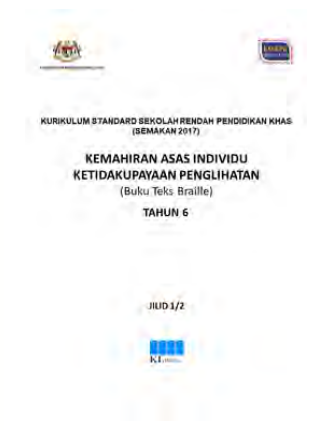 KURIKULUM STANDARD SEKOLAH RENDAH PENDIDIKAN KHAS
(SEMAKAN 2017)
KEMAHIRAN ASAS INDIVIDU
KETIDAKUPAYAAN PENGLIHATAN
(Buku Teks Braille)
TAHUN 6
JILID 1/2